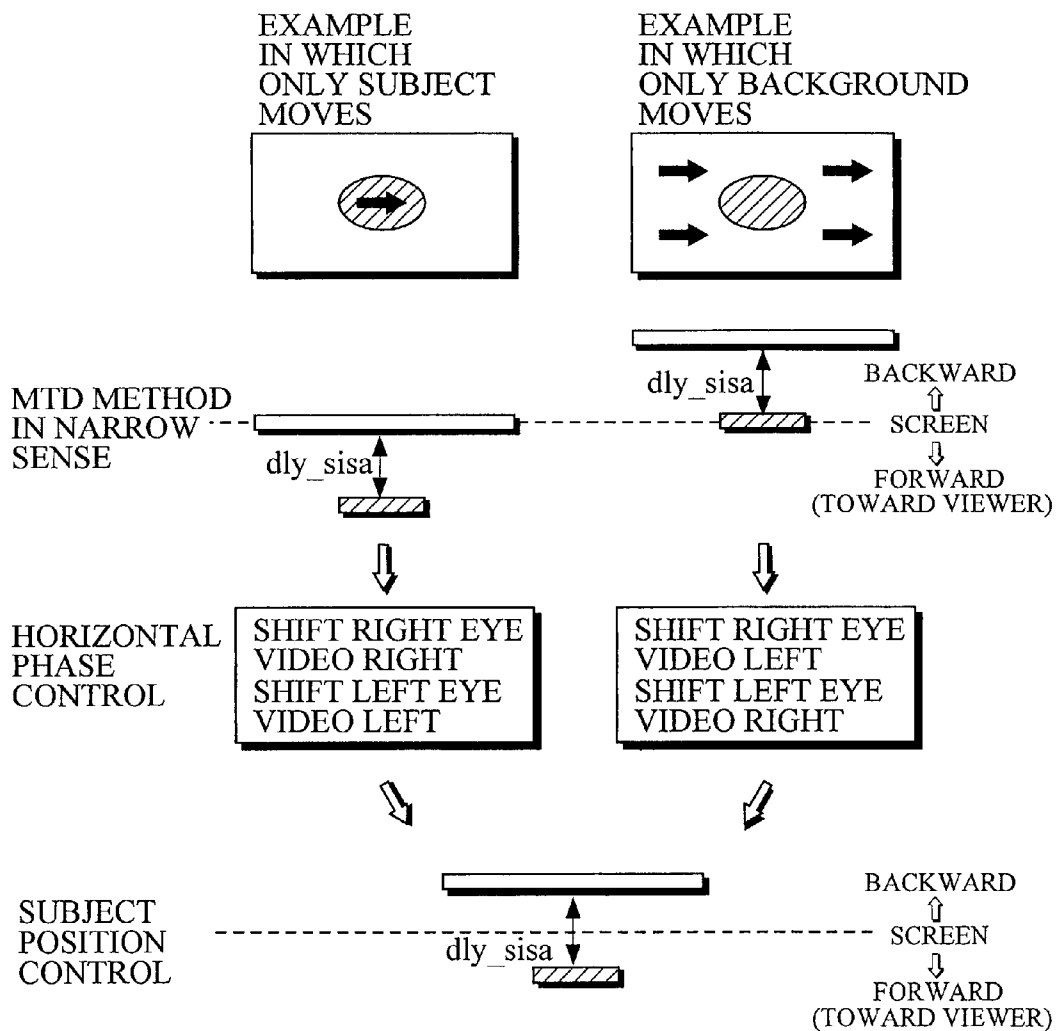 EXAMPLE
IN WHICH
ONLY SUBJECT
MOVES
EXAMPLE
IN WHICH
ONLY BACKGROUND
MOVES
MTD METHOD
IN NARROW
SENSE
dly_sisa
dly_sisa
BACKWARD
SCREEN
FORWARD
(TOWARD VIEWER)
HORIZONTAL
PHASE
CONTROL
SHIFT RIGHT EYE
VIDEO RIGHT
SHIFT LEFT EYE
VIDEO LEFT
SHIFT RIGHT EYE
VIDEO LEFT
SHIFT LEFT EYE
VIDEO RIGHT
SUBJECT
POSITION
CONTROL
dly_sisa
BACKWARD
SCREEN
FORWARD
(TOWARD VIEWER)